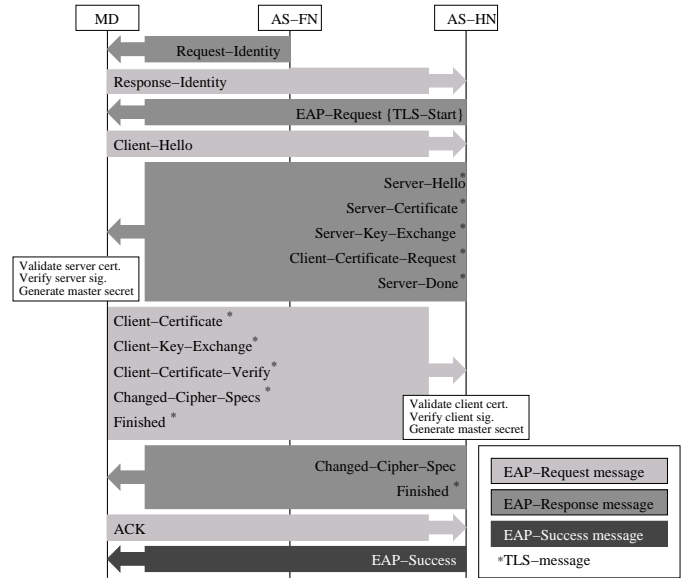 MD AS–FN AS–HN
Request–Identity
Response–Identity
EAP–Request {TLS–Start}
Client–Hello
Server–Hello*
Server–Certificate*
Server–Key–Exchange*
Client–Certificate–Request*
Server–Done*
Validate server cert.
Verify server sig.
Generate master secret
Client–Certificate *
Client–Key–Exchange*
Client–Certificate–Verify*
Changed–Cipher–Specs *
Finished *
Validate client cert.
Verify client sig.
Generate master secret
Changed–Cipher–Spec
Finished *
ACK
EAP–Success
EAP–Request message
EAP–Response message
EAP–Success message
*TLS–message